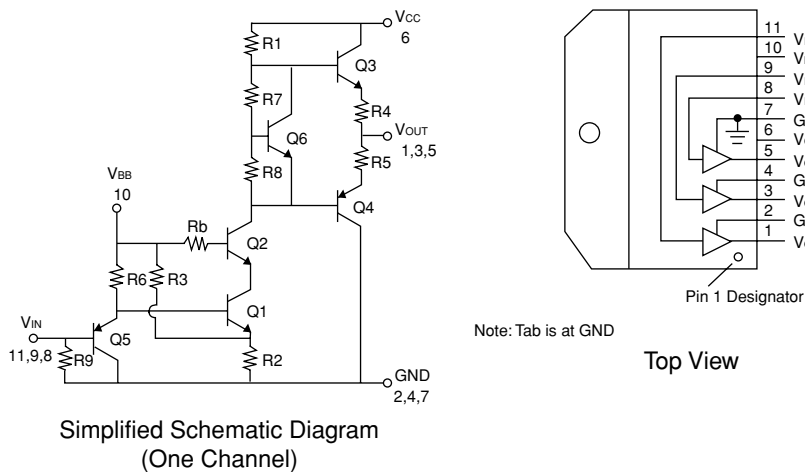 VCC
6
R1
Q3
R7
R4
Q6
VOUT
1,3,5
R8
R5
VBB
10
Q4
Rb
Q2
R6
R3
Q1
VIN
11,9,8
Q5
R9
R2
GND
2,4,7
Simplified Schematic Diagram
(One Channel)
11
10
9
8
7
6
5
4
3
2
1
Pin 1 Designator
Note: Tab is at GND
Top View